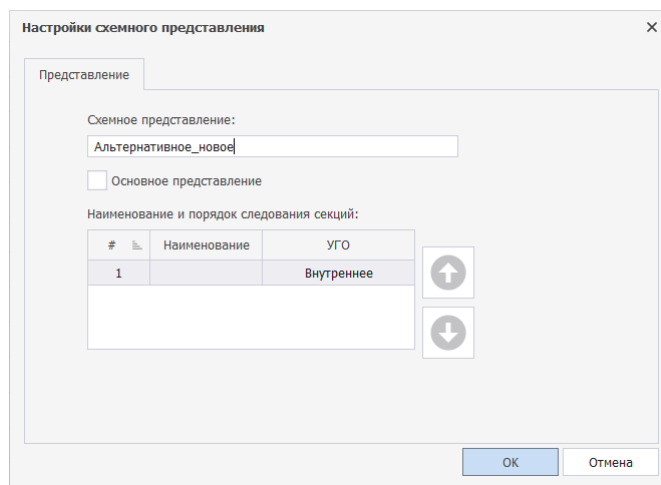 Настройки схемного представления
Представление
Схемное представление:
Альтернативное_новое
Основное представление
Наименование и порядок следования секций:
# Наименование УГО
1 Внутреннее
OK Отмена